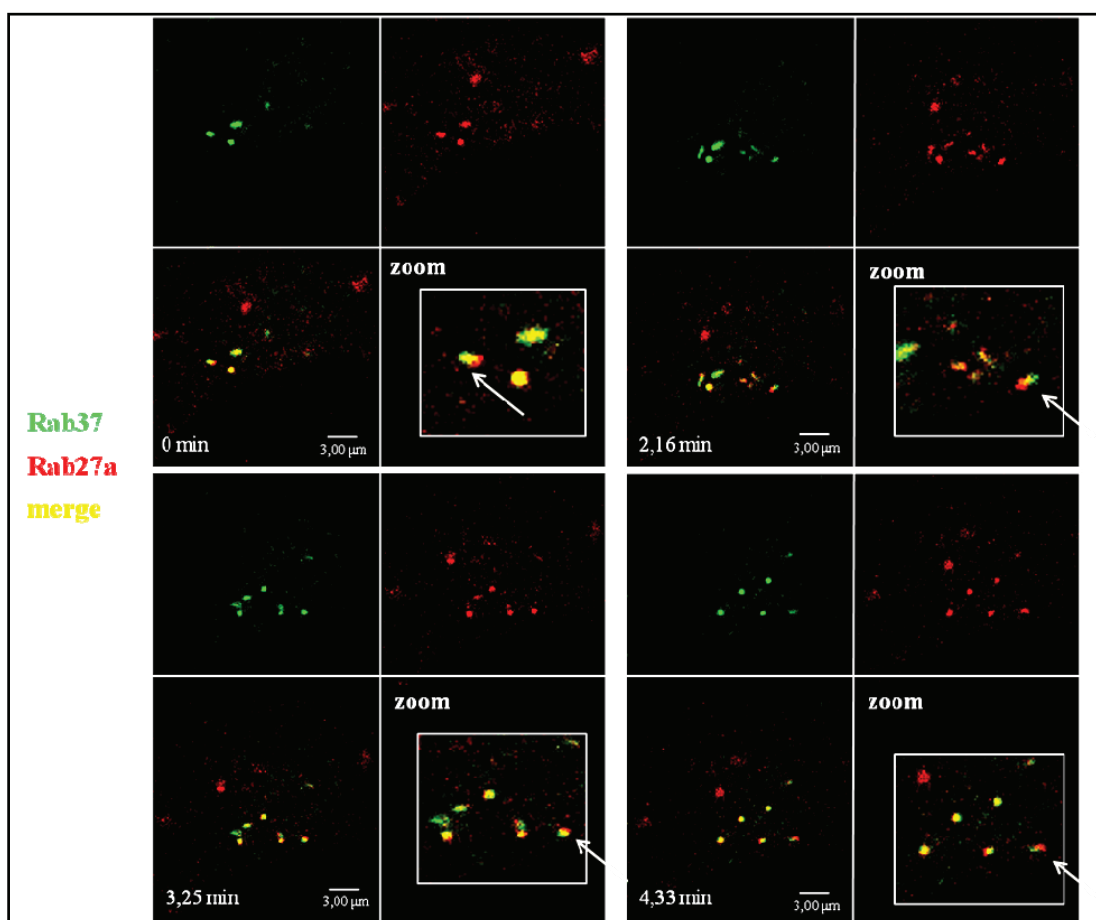 Rab37
Rab27a
merge
zoom
0 min
3,00 µm
zoom
2,16 min
3,00 µm
zoom
3,25 min
3,00 µm
zoom
4,33 min
3,00 µm